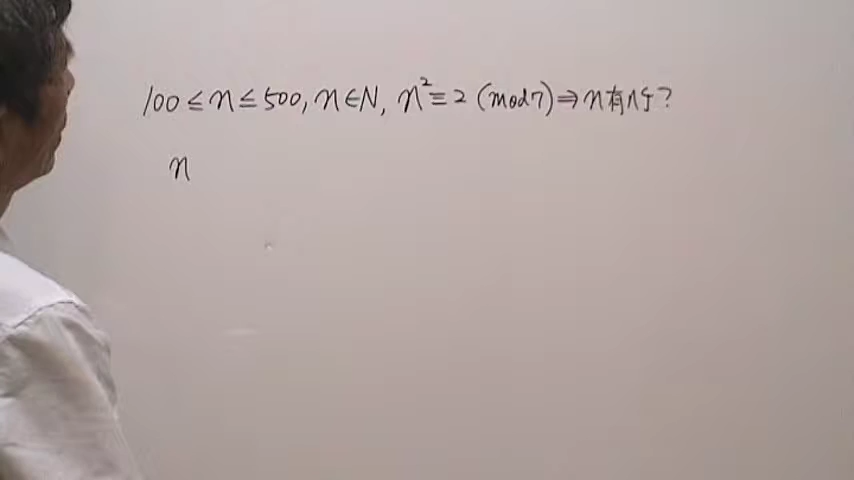 100 ≤ n ≤ 500, n ∈ N, n² ≡ 2 (mod 7) ⇒ n有几个?
n